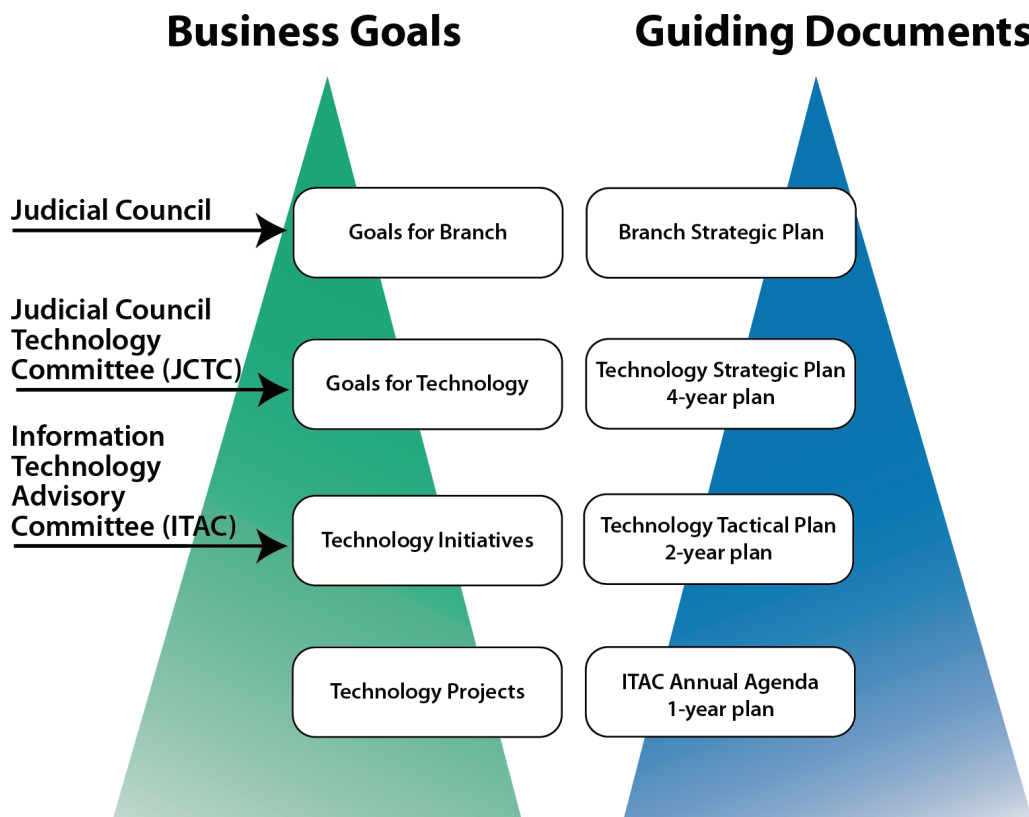 Business Goals
Guiding Documents
Judicial Council
Goals for Branch
Branch Strategic Plan
Judicial Council
Technology
Committee (JCTC)
Goals for Technology
Technology Strategic Plan
4-year plan
Information
Technology
Advisory
Committee (ITAC)
Technology Initiatives
Technology Tactical Plan
2-year plan
Technology Projects
ITAC Annual Agenda
1-year plan